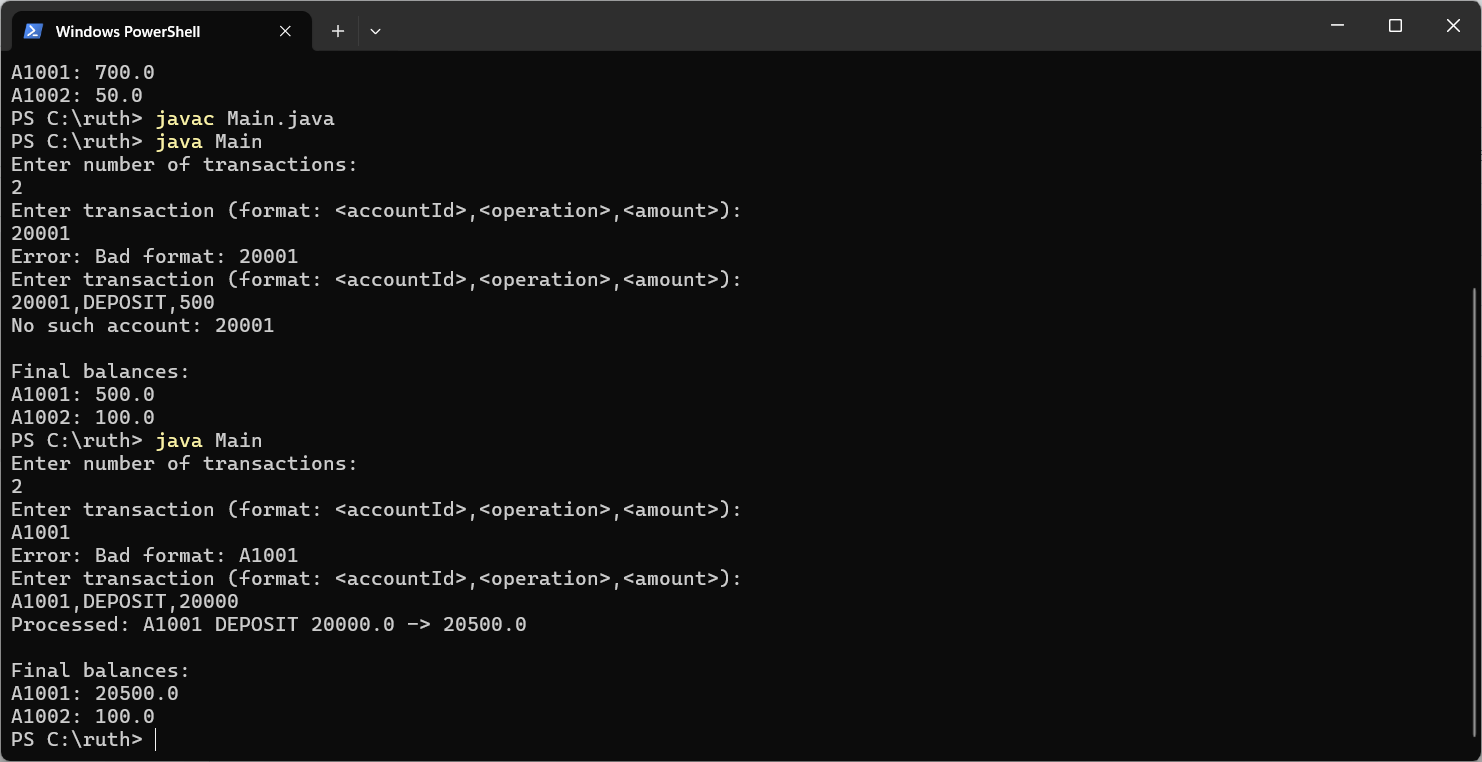 Windows PowerShell
A1001: 700.0
A1002: 50.0
PS C:\ruth> javac Main.java
PS C:\ruth> java Main
Enter number of transactions:
2
Enter transaction (format: <accountId>,<operation>,<amount>):
20001
Error: Bad format: 20001
Enter transaction (format: <accountId>,<operation>,<amount>):
20001,DEPOSIT,500
No such account: 20001

Final balances:
A1001: 500.0
A1002: 100.0
PS C:\ruth> java Main
Enter number of transactions:
2
Enter transaction (format: <accountId>,<operation>,<amount>):
A1001
Error: Bad format: A1001
Enter transaction (format: <accountId>,<operation>,<amount>):
A1001,DEPOSIT,20000
Processed: A1001 DEPOSIT 20000.0 -> 20500.0

Final balances:
A1001: 20500.0
A1002: 100.0
PS C:\ruth>